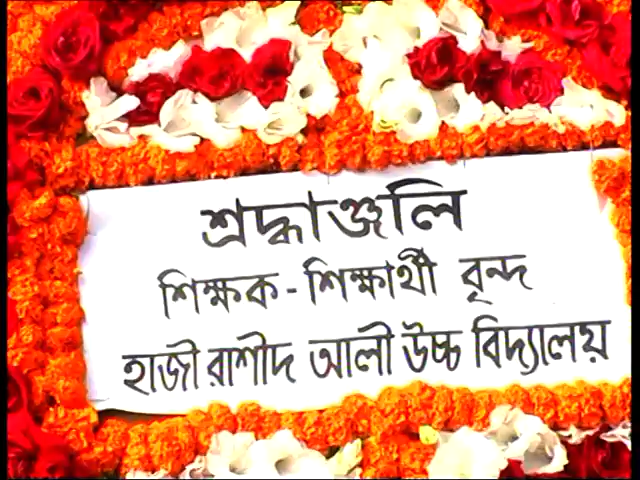 শ্রদ্ধাঞ্জলি
শিক্ষক - শিক্ষার্থী বৃন্দ
হাজী রাশীদ আলী উচ্চ বিদ্যালয়